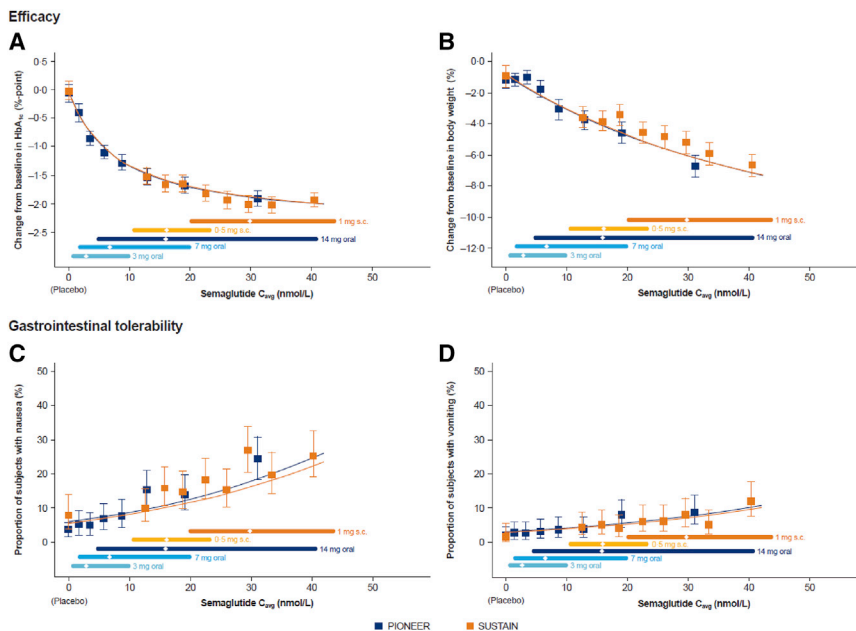 Efficacy
A
Change from baseline in HbA1c (%-point)
0·5
0·0
–0·5
-1·0
-1·5
–2·0
–2.5
1 mg s.c.
0·5 mg s.c.
14 mg oral
7 mg oral
3 mg oral
0 10 20 30 40 50
(Placebo)
Semaglutide Cavg (nmol/L)
B
Change from baseline in body weight (%)
0·0
–2·0
–4·0
–6·0
–8·0
–10·0
–12.0
1 mg s.c.
0·5 mg s.c.
14 mg oral
7 mg oral
3 mg oral
0 10 20 30 40 50
(Placebo)
Semaglutide Cavg (nmol/L)
Gastrointestinal tolerability
C
Proportion of subjects with nausea (%)
50
40
30
20
10
0
1 mg s.c.
0·5 mg s.c.
14 mg oral
7 mg oral
3 mg oral
0 10 20 30 40 50
(Placebo)
Semaglutide Cavg (nmol/L)
D
Proportion of subjects with vomiting (%)
50
40
30
20
10
0
1 mg s.c.
0·5 mg s.c.
14 mg oral
7 mg oral
3 mg oral
0 10 20 30 40 50
(Placebo)
Semaglutide Cavg (nmol/L)
PIONEER SUSTAIN